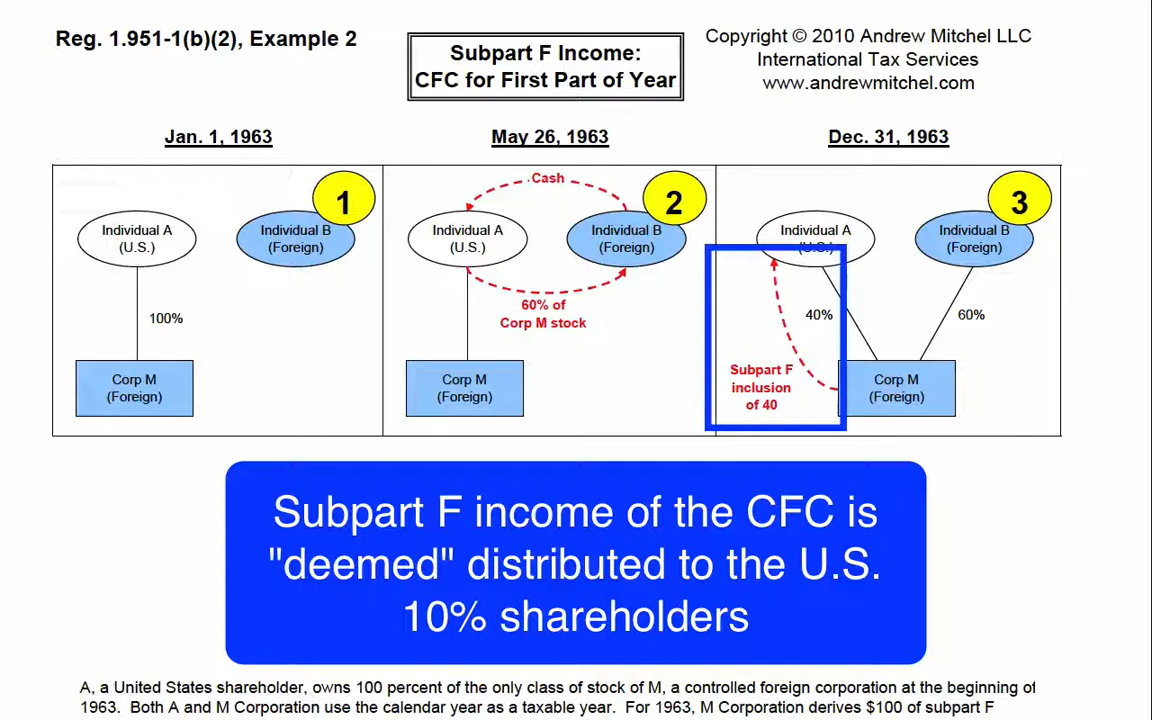 Reg. 1.951-1(b)(2), Example 2
Subpart F Income:
CFC for First Part of Year
Copyright © 2010 Andrew Mitchel LLC
International Tax Services
www.andrewmitchel.com
Jan. 1, 1963
May 26, 1963
Dec. 31, 1963
1
Individual A
(U.S.)
Individual B
(Foreign)
100%
Corp M
(Foreign)
2
Cash
Individual A
(U.S.)
Individual B
(Foreign)
60% of
Corp M stock
Corp M
(Foreign)
3
Individual A
(U.S.)
Individual B
(Foreign)
40%
60%
Subpart F
inclusion
of 40
Corp M
(Foreign)
Subpart F income of the CFC is
"deemed" distributed to the U.S.
10% shareholders
A, a United States shareholder, owns 100 percent of the only class of stock of M, a controlled foreign corporation at the beginning of
1963.  Both A and M Corporation use the calendar year as a taxable year.  For 1963, M Corporation derives $100 of subpart F